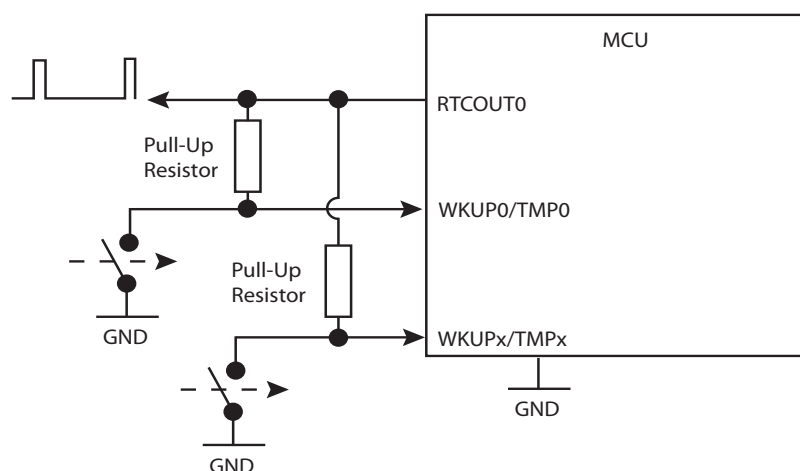 MCU
RTCOUT0
Pull-Up
Resistor
WKUP0/TMP0
Pull-Up
Resistor
GND
WKUPx/TMPx
GND
GND